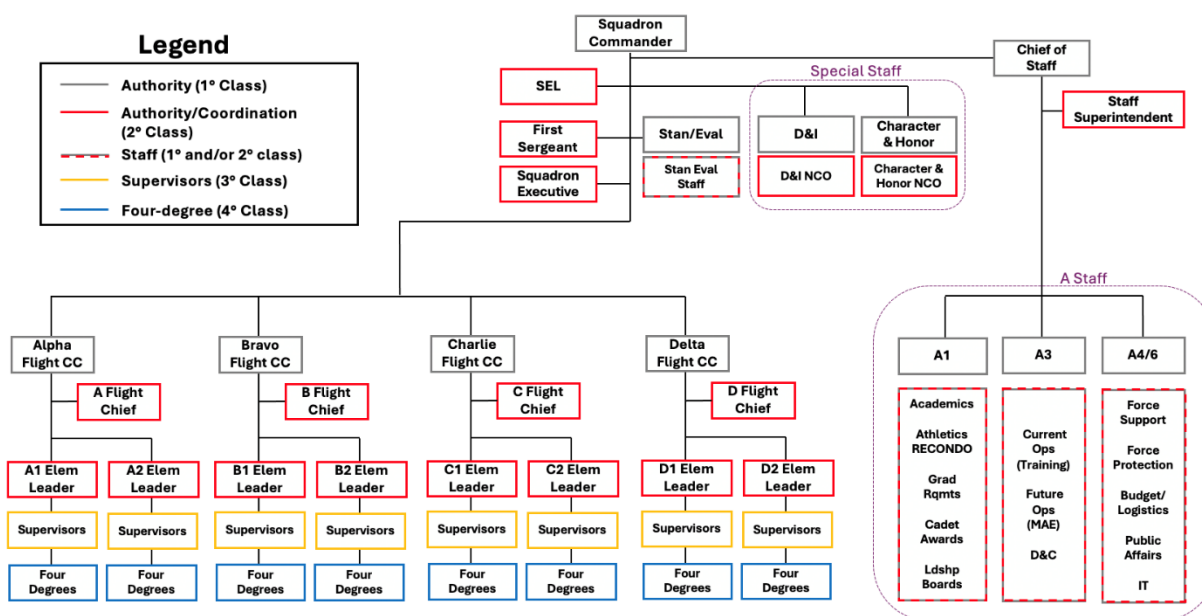 Legend
Authority (1º Class)
Authority/Coordination
(2º Class)
Staff (1º and/or 2º class)
Supervisors (3º Class)
Four-degree (4º Class)
Squadron
Commander
Chief of
Staff
Special Staff
SEL
Staff
Superintendent
First
Sergeant
Stan/Eval
D&I
Character
& Honor
Squadron
Executive
Stan Eval
Staff
D&I NCO
Character &
Honor NCO
A Staff
Alpha
Flight CC
Bravo
Flight CC
Charlie
Flight CC
Delta
Flight CC
A Flight
Chief
B Flight
Chief
C Flight
Chief
D Flight
Chief
A1 Elem
Leader
A2 Elem
Leader
B1 Elem
Leader
B2 Elem
Leader
C1 Elem
Leader
C2 Elem
Leader
D1 Elem
Leader
D2 Elem
Leader
Supervisors
Supervisors
Supervisors
Supervisors
Supervisors
Supervisors
Supervisors
Supervisors
Four
Degrees
Four
Degrees
Four
Degrees
Four
Degrees
Four
Degrees
Four
Degrees
Four
Degrees
Four
Degrees
A1
A3
A4/6
Academics
Athletics
RECONDO
Grad
Rqmts
Cadet
Awards
Ldshp
Boards
Current
Ops
(Training)
Future
Ops
(MAE)
D&C
Force
Support
Force
Protection
Budget/
Logistics
Public
Affairs
IT